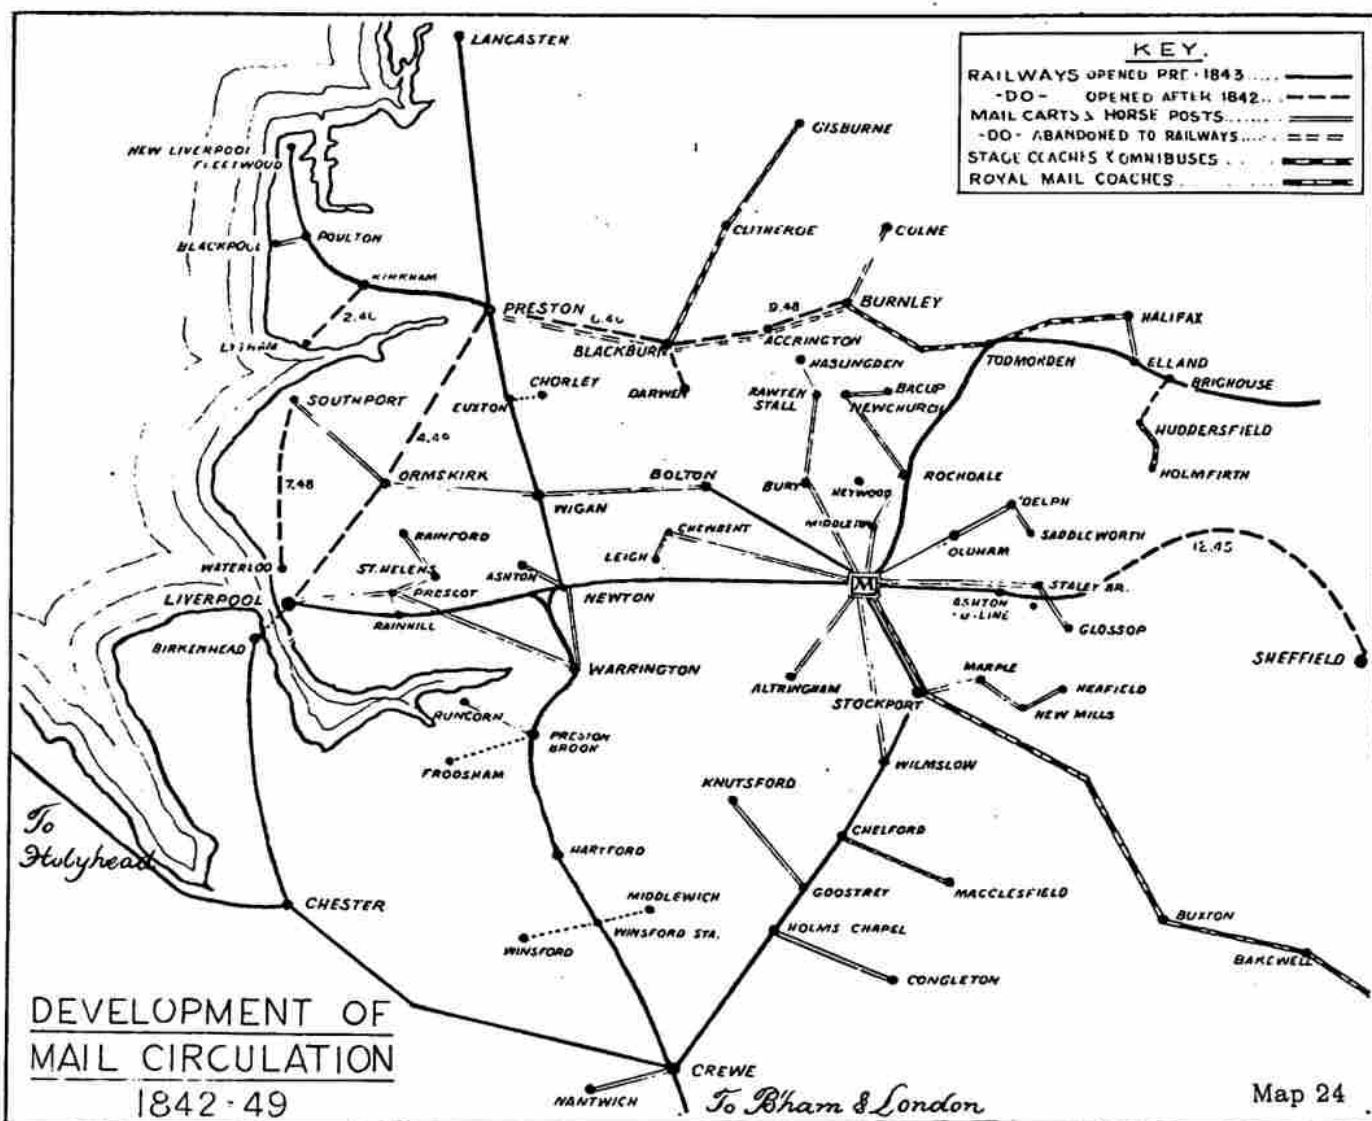 LANCASTER
KEY.
RAILWAYS OPENED PRE-1843....
-DO- OPENED AFTER 1842...
MAIL CARTS & HORSE POSTS.......
-DO- ABANDONED TO RAILWAYS.....
STAGE COACHES & OMNIBUSES...
ROYAL MAIL COACHES.......
GISBURNE
NEW LIVERPOOL
FLEETWOOD
CLITHEROE
COLNE
BLACKPOOL
POULTON
KIRKHAM
PRESTON
BURNLEY
9.48
HALIFAX
LYTHAM
BLACKBURN
ACCRINGTON
TODMORDEN
ELLAND
HASLINGDEN
BRIGHOUSE
CHORLEY
DARWEN
RAWTEN
STALL
BACUP
NEWCHURCH
SOUTHPORT
EUXTON
HUDDERSFIELD
HOLMFIRTH
7.48
ORMSKIRK
WIGAN
BOLTON
BURY
HEYWOOD
ROCHDALE
DELPH
RAINFORD
CHEWBENT
MIDDLETON
OLDHAM
SADDLEWORTH
12.45
LEIGH
WATERLOO
ST. HELENS
ASHTON
M
STALEY BR.
LIVERPOOL
PRESCOT
NEWTON
ASHTON
-U-LINE
RAINHILL
GLOSSOP
BIRKENHEAD
WARRINGTON
ALTRINGHAM
MARPLE
SHEFFIELD
STOCKPORT
HEAFIELD
NEW MILLS
RUNCORN
PRESTON
BROOK
FRODSHAM
KNUTSFORD
WILMSLOW
To
Holyhead
CHELFORD
HARTFORD
GOOSTREY
MACCLESFIELD
CHESTER
MIDDLEWICH
WINSFORD STA.
WINSFORD
HOLMS CHAPEL
BUXTON
BAKEWELL
CONGLETON
DEVELOPMENT OF
MAIL CIRCULATION
1842-49
CREWE
NANTWICH
To B'ham & London
Map 24